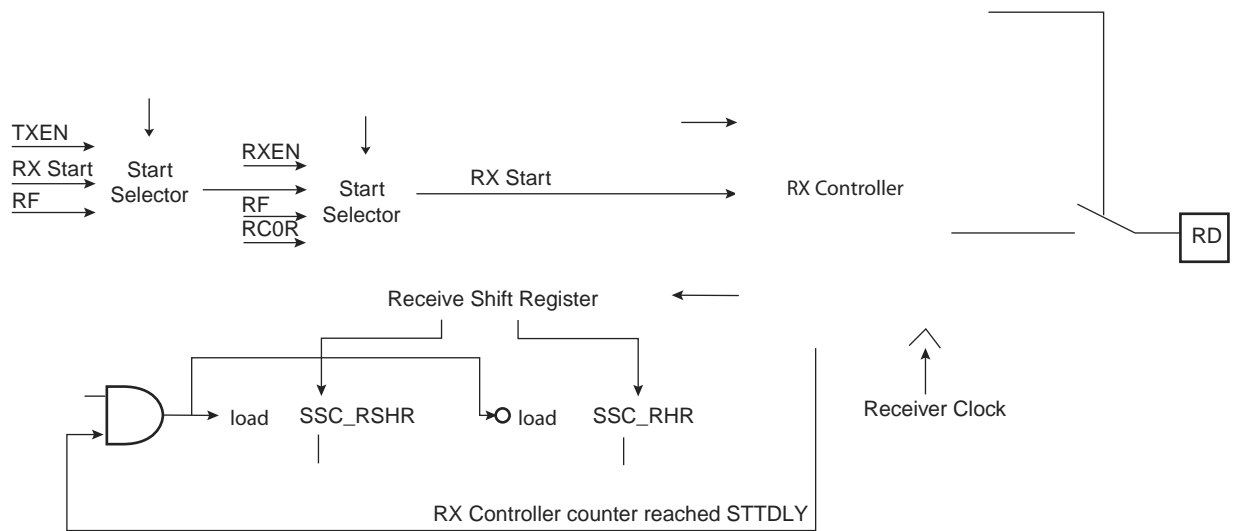 TXEN
RX Start
RF
Start
Selector
RXEN
RF
RC0R
Start
Selector
RX Start
RX Controller
RD
Receive Shift Register
load
SSC_RSHR
load
SSC_RHR
Receiver Clock
RX Controller counter reached STTDLY